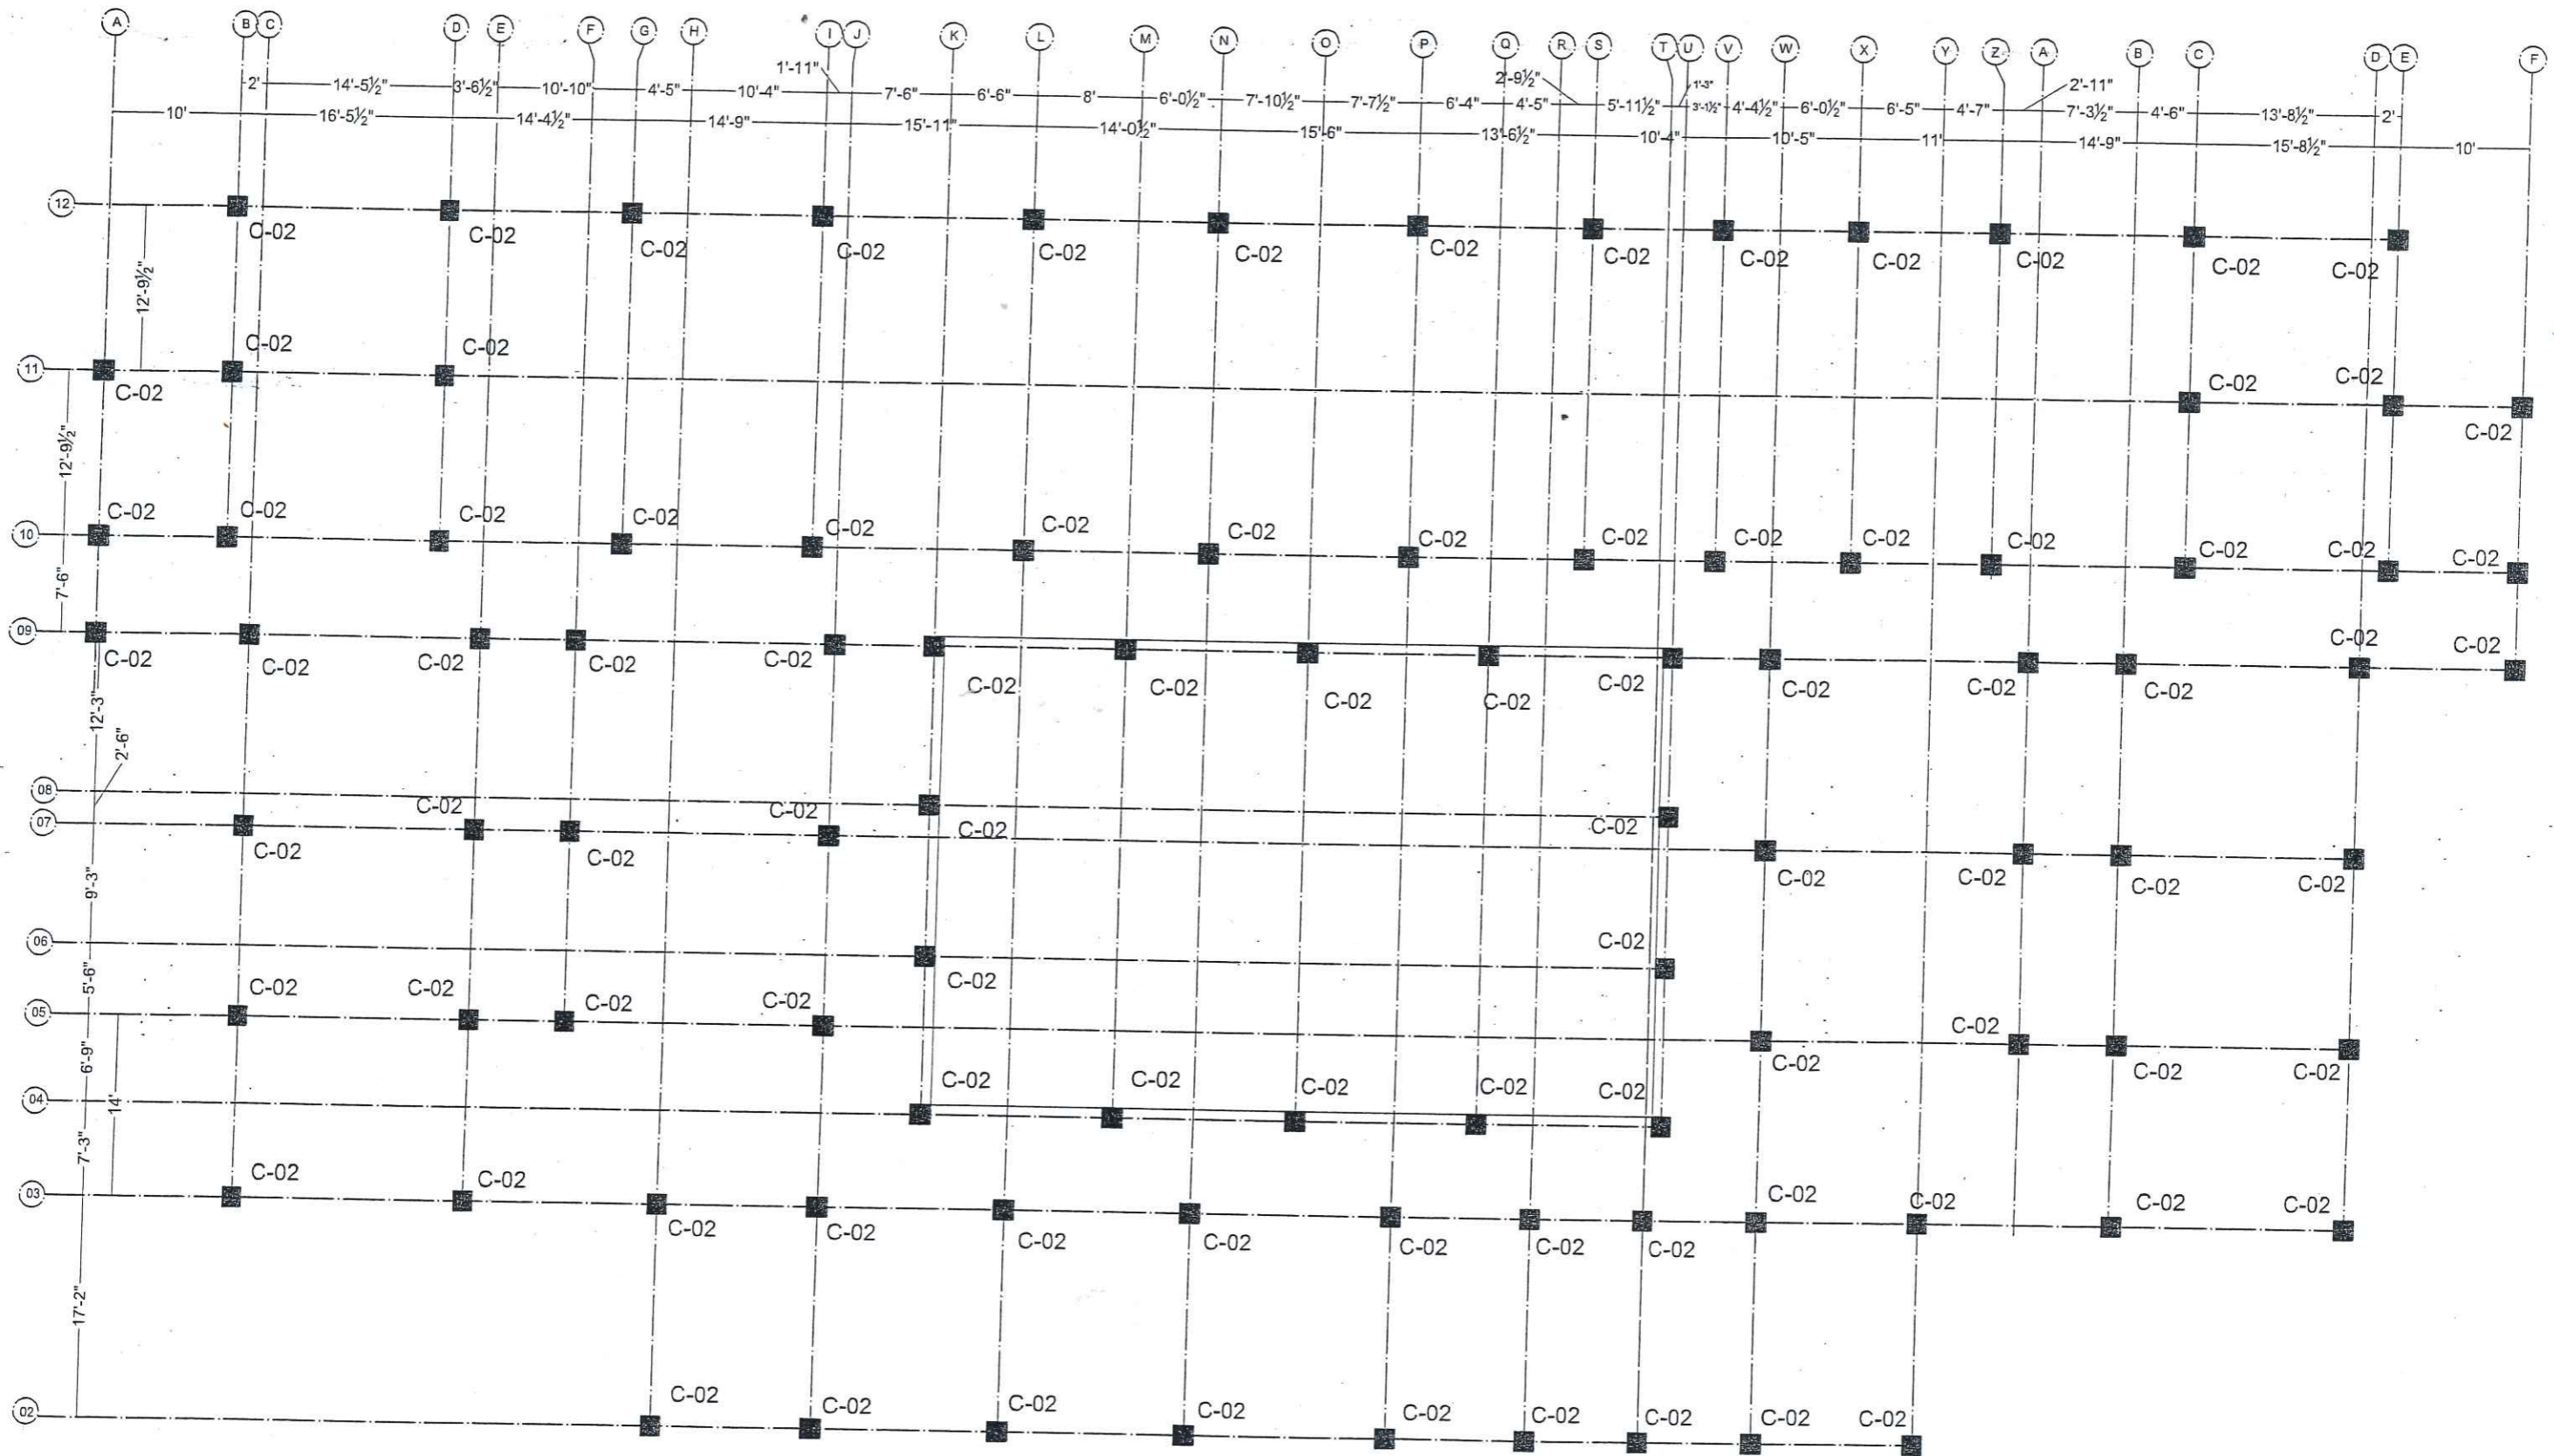 A B C D E F G H I J K L M N O P Q R S T U V W X Y Z A B C D E F
2' 14'-5½" 3'-6½" 10'-10" 4'-5" 10'-4" 1'-11" 7'-6" 6'-6" 8' 6'-0½" 7'-10½" 7'-7½" 6'-4" 4'-5" 2'-9½" 5'-11½" 1'-3" 3'-1½" 4'-4½" 6'-0½" 6'-5" 4'-7" 2'-11" 7'-3½" 4'-6" 13'-8½" 2'
10' 16'-5½" 14'-4½" 14'-9" 15'-11" 14'-0½" 15'-6" 13'-6½" 10'-4" 10'-5" 11' 14'-9" 15'-8½" 10'
12
C-02 C-02 C-02 C-02 C-02 C-02 C-02 C-02 C-02 C-02 C-02 C-02 C-02
12'-9½"
C-02 C-02 C-02 C-02
11
C-02 C-02
12'-9½"
C-02 C-02 C-02 C-02 C-02 C-02 C-02 C-02 C-02 C-02 C-02 C-02 C-02 C-02 C-02
10
7'-6"
09
C-02 C-02
C-02 C-02 C-02 C-02 C-02 C-02 C-02 C-02 C-02 C-02 C-02 C-02 C-02
12'-3"
2'-6"
08
C-02 C-02
07
C-02 C-02
C-02 C-02 C-02 C-02 C-02 C-02
9'-3"
06
C-02
C-02
5'-6"
C-02 C-02 C-02 C-02
05
C-02
C-02 C-02 C-02
6'-9"
C-02 C-02 C-02 C-02 C-02
04
14'
7'-3"
C-02 C-02 C-02 C-02 C-02 C-02
03
C-02 C-02 C-02 C-02 C-02 C-02 C-02
17'-2"
C-02 C-02 C-02 C-02 C-02 C-02 C-02 C-02 C-02
02